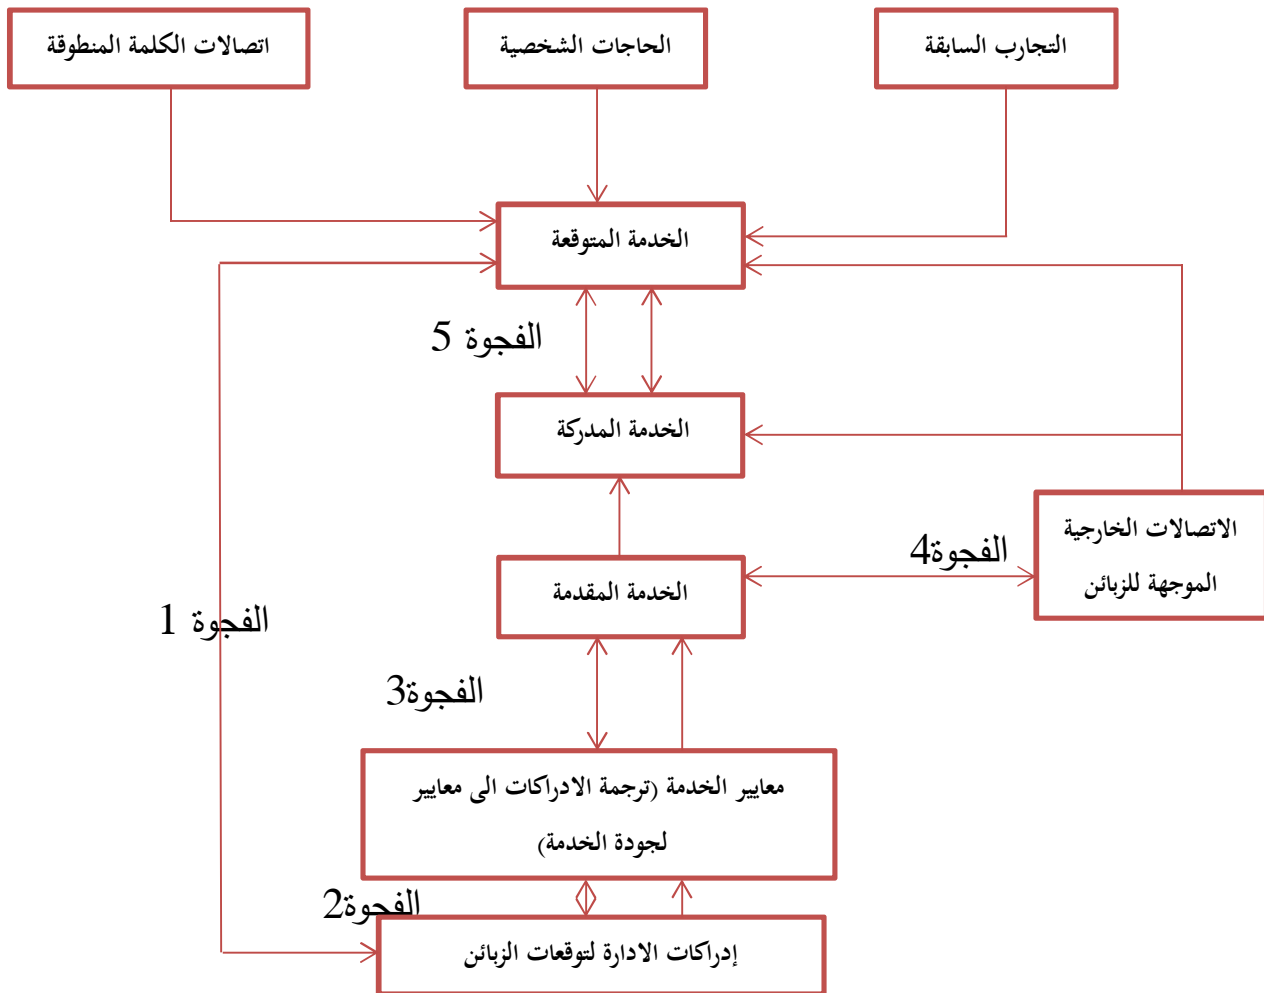 التجارب السابقة
الحاجات الشخصية
اتصالات الكلمة المنطوقة
الخدمة المتوقعة
الفجوة 5
الخدمة المدركة
الاتصالات الخارجية
الموجهة للزبائن
الفجوة4
الخدمة المقدمة
الفجوة 1
الفجوة3
معايير الخدمة (ترجمة الادراكات الى معايير
لجودة الخدمة)
الفجوة2
إدراكات الادارة لتوقعات الزبائن